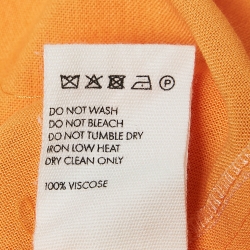 DO NOT WASH
DO NOT BLEACH
DO NOT TUMBLE DRY
IRON LOW HEAT
DRY CLEAN ONLY
100% VISCOSE